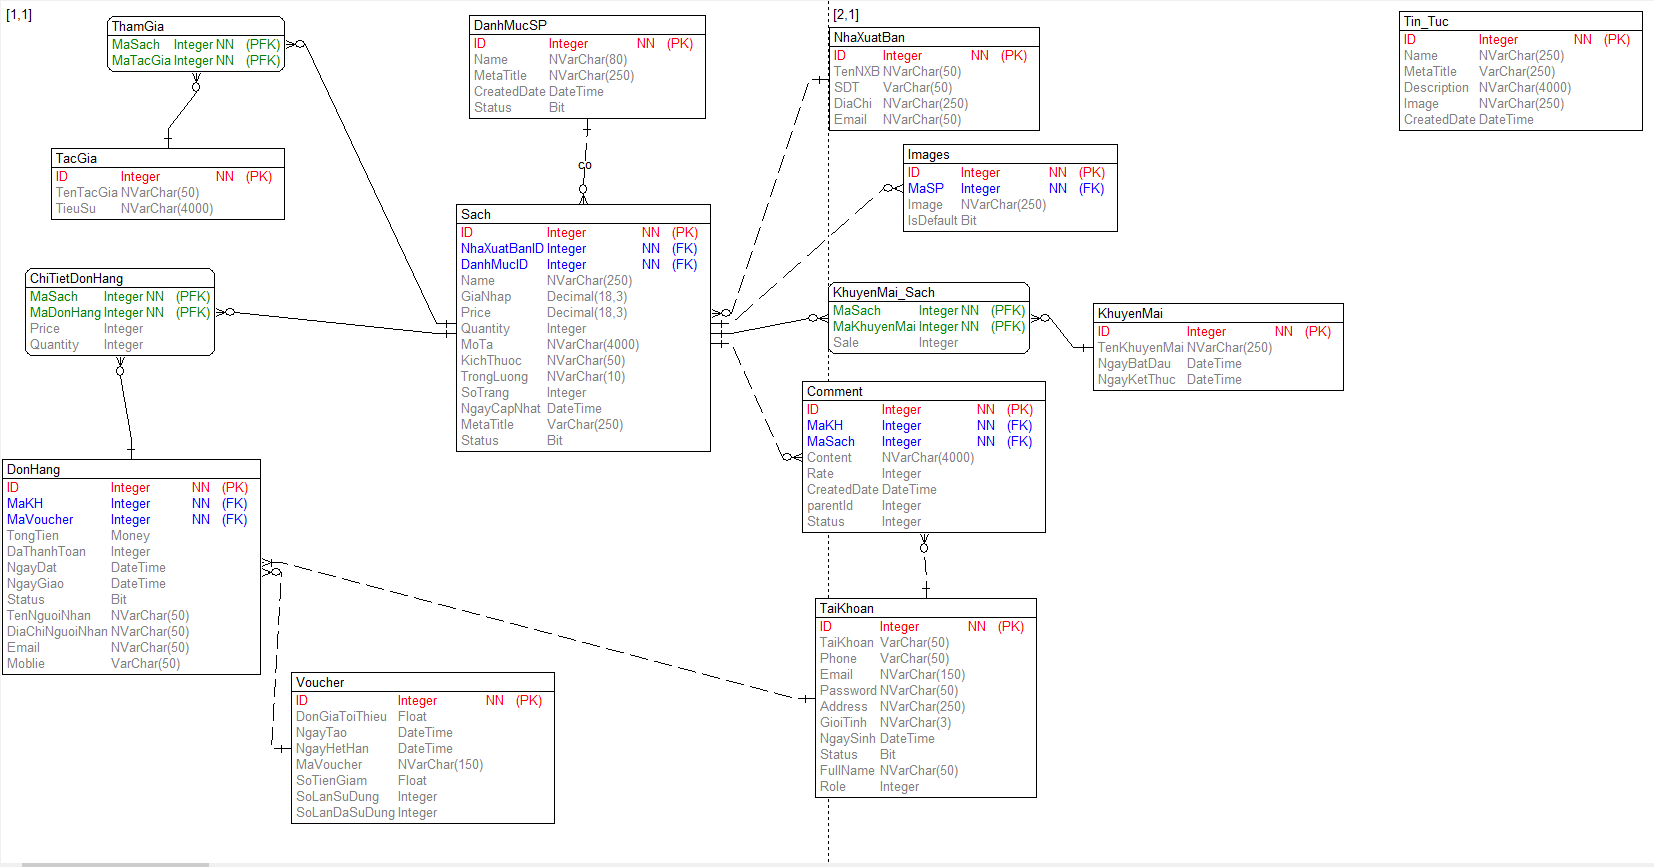 [1,1]
[2,1]
ThamGia
MaSach Integer NN (PFK)
MaTacGia Integer NN (PFK)
DanhMucSP
ID Integer NN (PK)
Name NVarChar(80)
MetaTitle NVarChar(250)
CreatedDate DateTime
Status Bit
NhaXuatBan
ID Integer NN (PK)
TenNXB NVarChar(50)
SDT VarChar(50)
DiaChi NVarChar(250)
Email NVarChar(50)
Tin_Tuc
ID Integer NN (PK)
Name NVarChar(250)
MetaTitle VarChar(250)
Description NVarChar(4000)
Image NVarChar(250)
CreatedDate DateTime
TacGia
ID Integer NN (PK)
TenTacGia NVarChar(50)
TieuSu NVarChar(4000)
co
Images
ID Integer NN (PK)
MaSP Integer NN (FK)
Image NVarChar(250)
IsDefault Bit
Sach
ID Integer NN (PK)
NhaXuatBanID Integer NN (FK)
DanhMucID Integer NN (FK)
Name NVarChar(250)
GiaNhap Decimal(18,3)
Price Decimal(18,3)
Quantity Integer
MoTa NVarChar(4000)
KichThuoc NVarChar(50)
TrongLuong NVarChar(10)
SoTrang Integer
NgayCapNhat DateTime
MetaTitle VarChar(250)
Status Bit
ChiTietDonHang
MaSach Integer NN (PFK)
MaDonHang Integer NN (PFK)
Price Integer
Quantity Integer
KhuyenMai_Sach
MaSach Integer NN (PFK)
MaKhuyenMai Integer NN (PFK)
Sale Integer
KhuyenMai
ID Integer NN (PK)
TenKhuyenMai NVarChar(250)
NgayBatDau DateTime
NgayKetThuc DateTime
Comment
ID Integer NN (PK)
MaKH Integer NN (FK)
MaSach Integer NN (FK)
Content NVarChar(4000)
Rate Integer
CreatedDate DateTime
parentId Integer
Status Integer
DonHang
ID Integer NN (PK)
MaKH Integer NN (FK)
MaVoucher Integer NN (FK)
TongTien Money
DaThanhToan Integer
NgayDat DateTime
NgayGiao DateTime
Status Bit
TenNguoiNhan NVarChar(50)
DiaChiNguoiNhan NVarChar(50)
Email NVarChar(50)
Moblie VarChar(50)
TaiKhoan
ID Integer NN (PK)
TaiKhoan VarChar(50)
Phone VarChar(50)
Email NVarChar(150)
Password NVarChar(50)
Address NVarChar(250)
GioiTinh NVarChar(3)
NgaySinh DateTime
Status Bit
FullName NVarChar(50)
Role Integer
Voucher
ID Integer NN (PK)
DonGiaToiThieu Float
NgayTao DateTime
NgayHetHan DateTime
MaVoucher NVarChar(150)
SoTienGiam Float
SoLanSuDung Integer
SoLanDaSuDung Integer